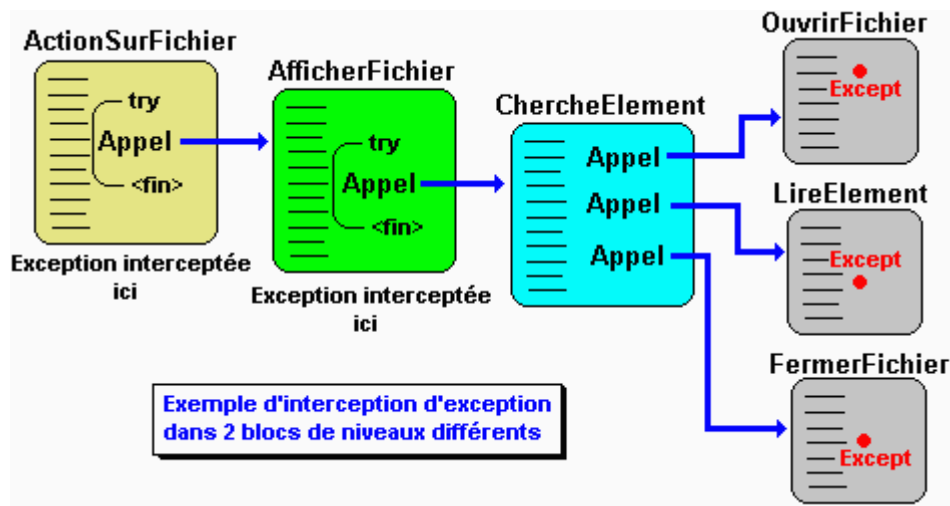 ActionSurFichier
try
Appel
<fin>
Exception interceptée
ici
AfficherFichier
try
Appel
<fin>
Exception interceptée
ici
ChercheElement
Appel
Appel
Appel
OuvrirFichier
Except
LireElement
Except
FermerFichier
Except
Exemple d'interception d'exception
dans 2 blocs de niveaux différents